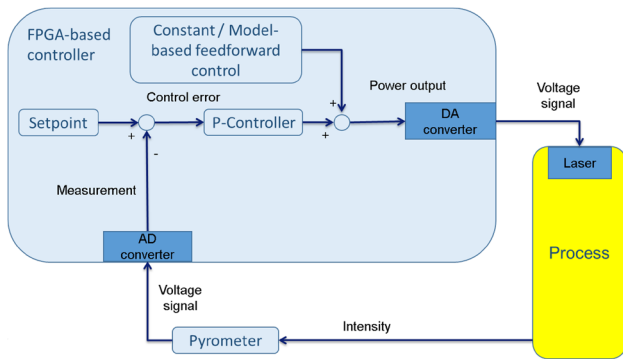 FPGA-based
controller
Constant / Model-
based feedforward
control
Voltage
signal
Control error
Power output
+
Setpoint
+
-
P-Controller
+
DA
converter
Laser
Measurement
AD
converter
Process
Voltage
signal
Intensity
Pyrometer